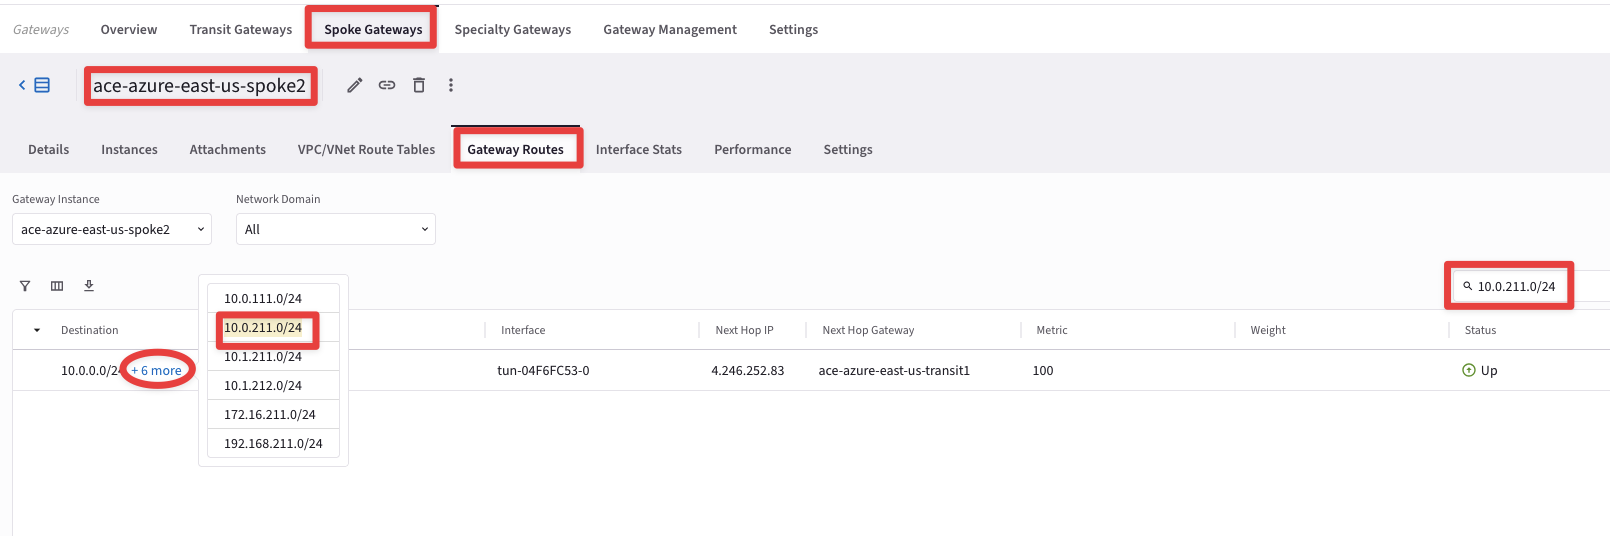 Gateways Overview Transit Gateways Spoke Gateways Specialty Gateways Gateway Management Settings
ace-azure-east-us-spoke2
Details Instances Attachments VPC/VNet Route Tables Gateway Routes Interface Stats Performance Settings
Gateway Instance Network Domain
ace-azure-east-us-spoke2 All
10.0.211.0/24
10.0.111.0/24
10.0.211.0/24
10.1.211.0/24
10.1.212.0/24
172.16.211.0/24
192.168.211.0/24
Destination Interface Next Hop IP Next Hop Gateway Metric Weight Status
10.0.0.0/24 + 6 more tun-04F6FC53-0 4.246.252.83 ace-azure-east-us-transit1 100 Up